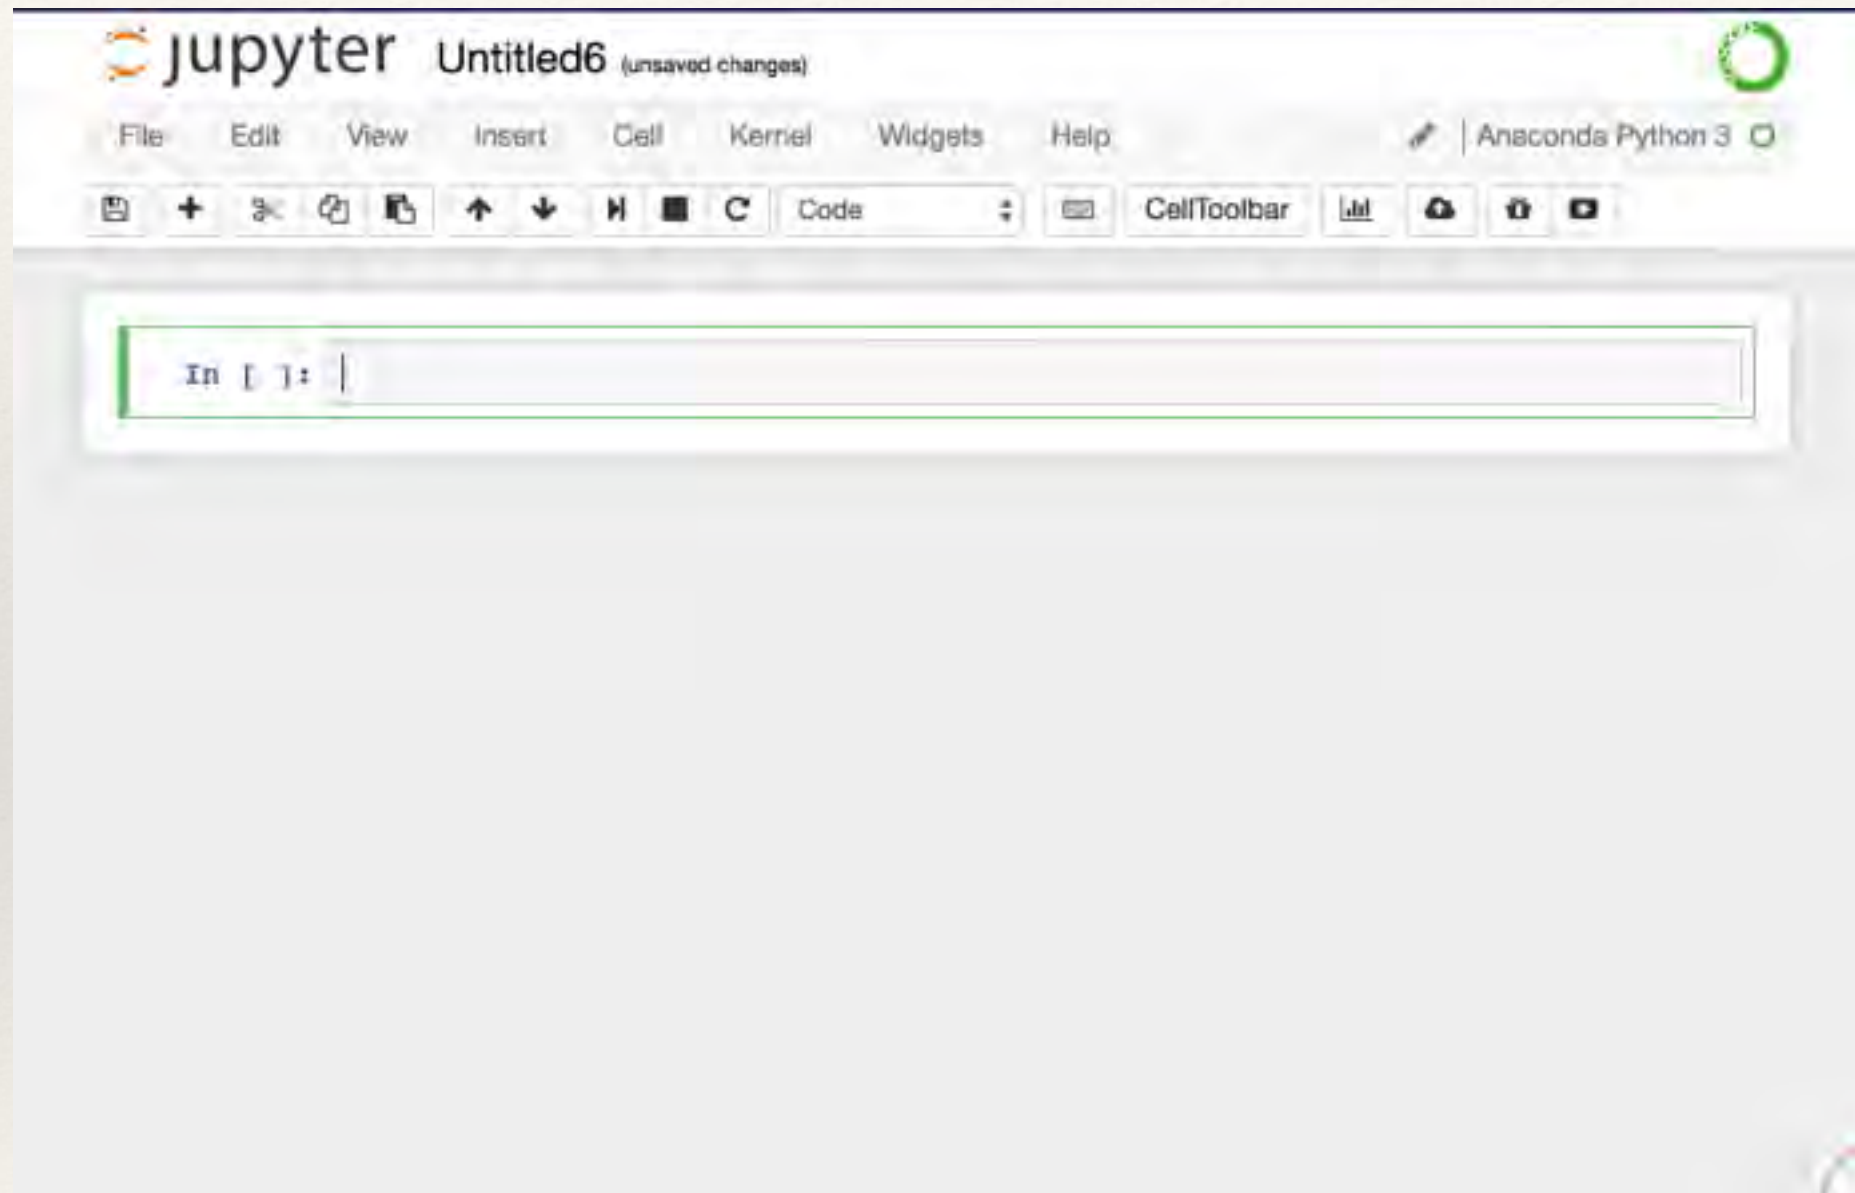 jupyter Untitled6 (unsaved changes)
File Edit View Insert Cell Kernel Widgets Help Anaconda Python 3
Code CellToolbar
In [ ]: